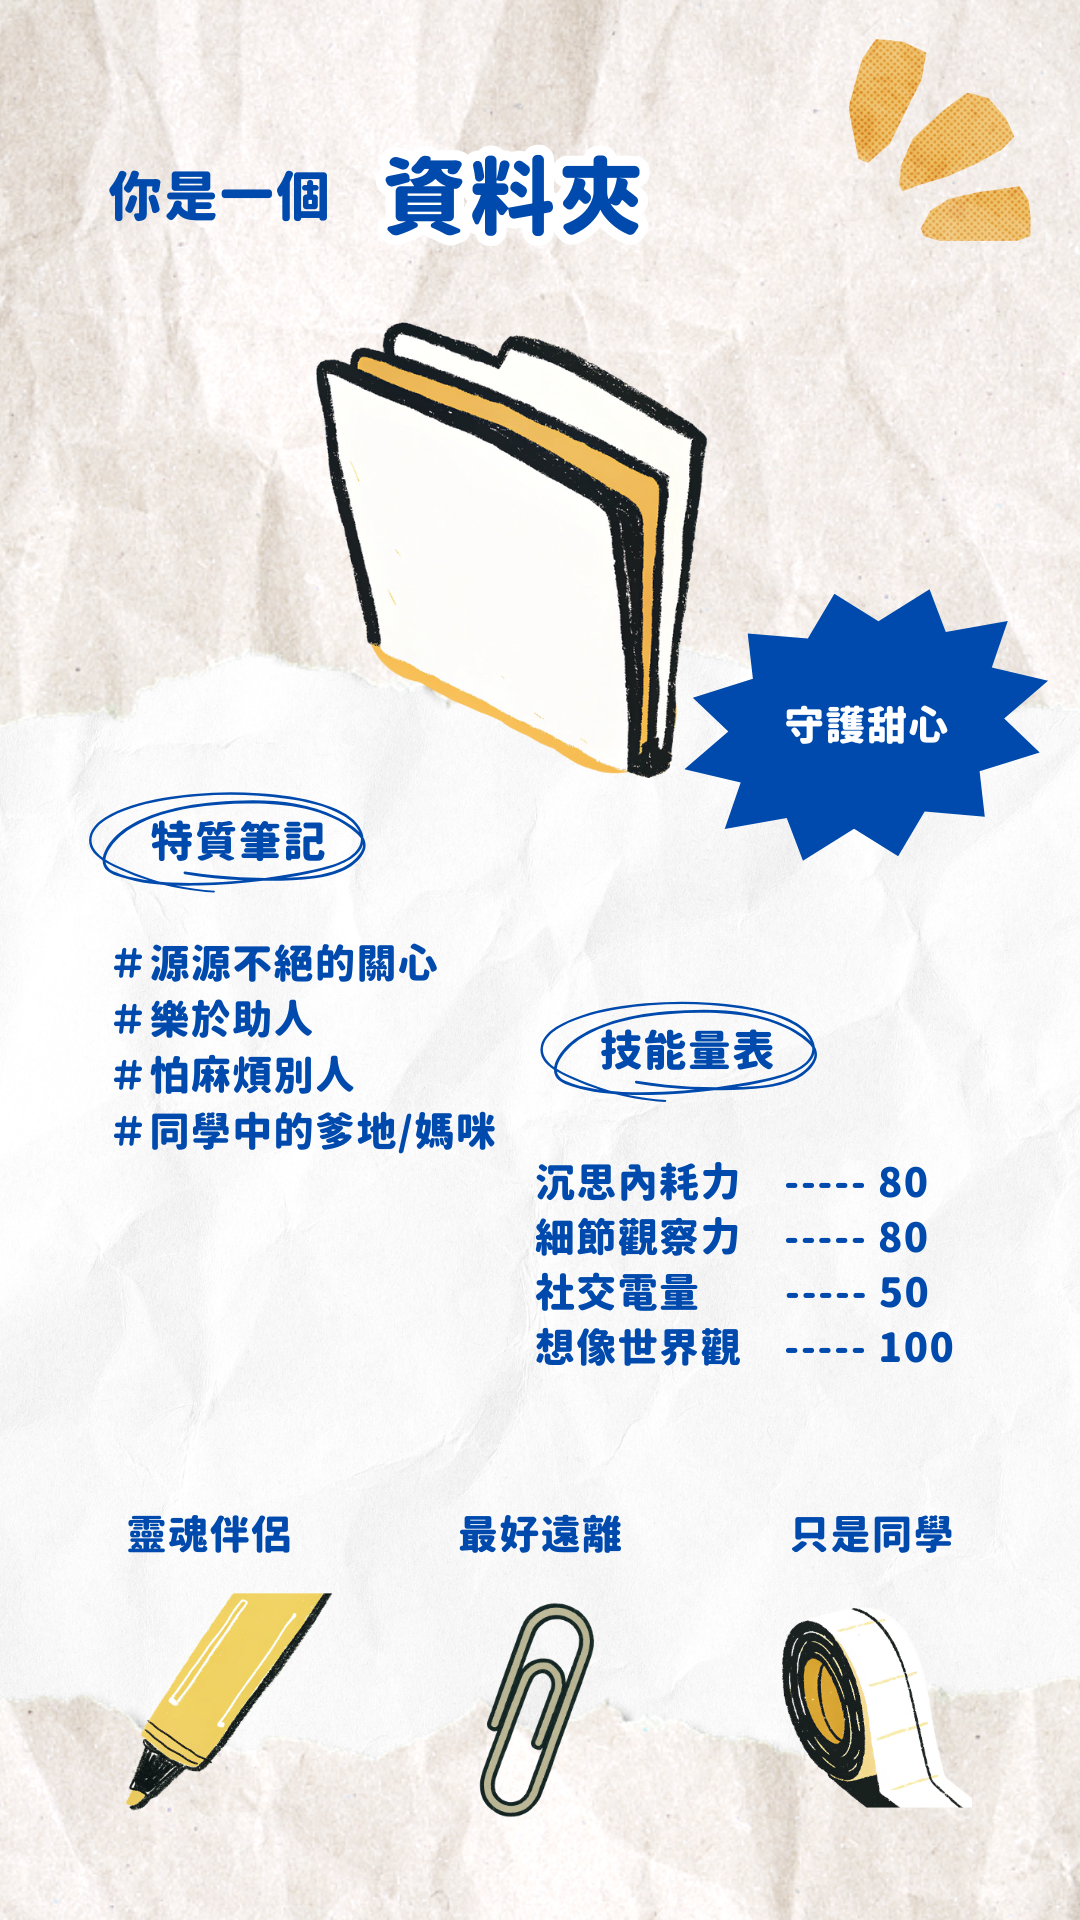 你是一個 資料夾
守護甜心
特質筆記
#源源不絕的關心
#樂於助人
#怕麻煩別人
#同學中的爹地/媽咪
技能量表
沉思內耗力 ----- 80
細節觀察力 ----- 80
社交電量 ----- 50
想像世界觀 ----- 100
靈魂伴侶 最好遠離 只是同學